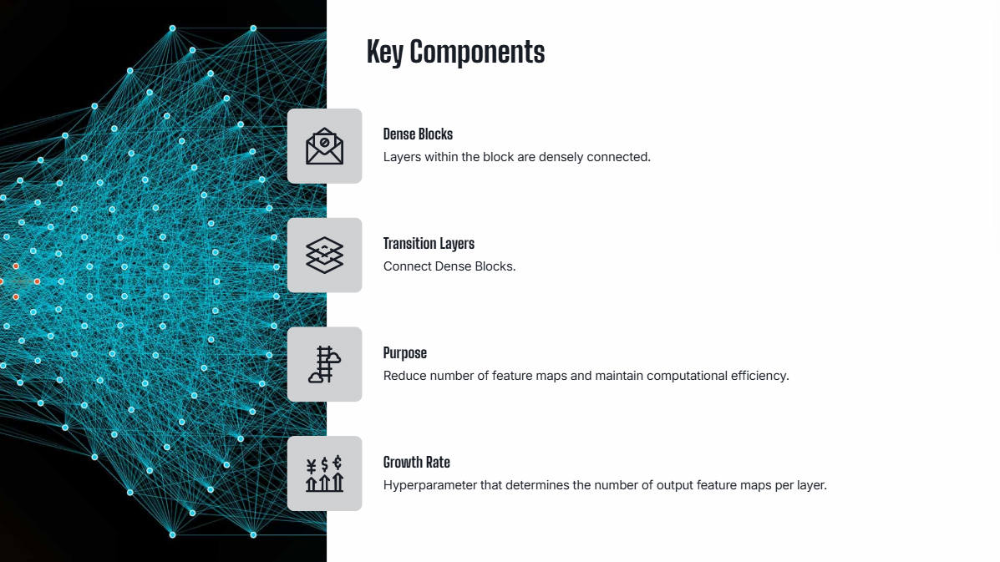 Key Components
Dense Blocks
Layers within the block are densely connected.
Transition Layers
Connect Dense Blocks.
Purpose
Reduce number of feature maps and maintain computational efficiency.
¥ $ ₵
Growth Rate
Hyperparameter that determines the number of output feature maps per layer.